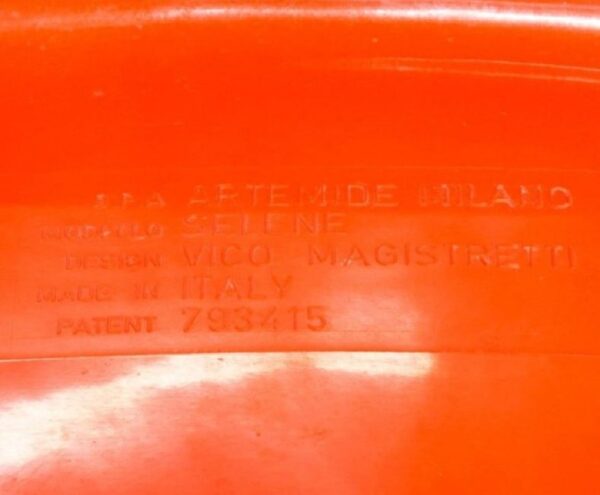 S.P.A ARTEMIDE MILANO
MODELLO SELENE
DESIGN VICO MAGISTRETTI
MADE IN ITALY
PATENT 793415